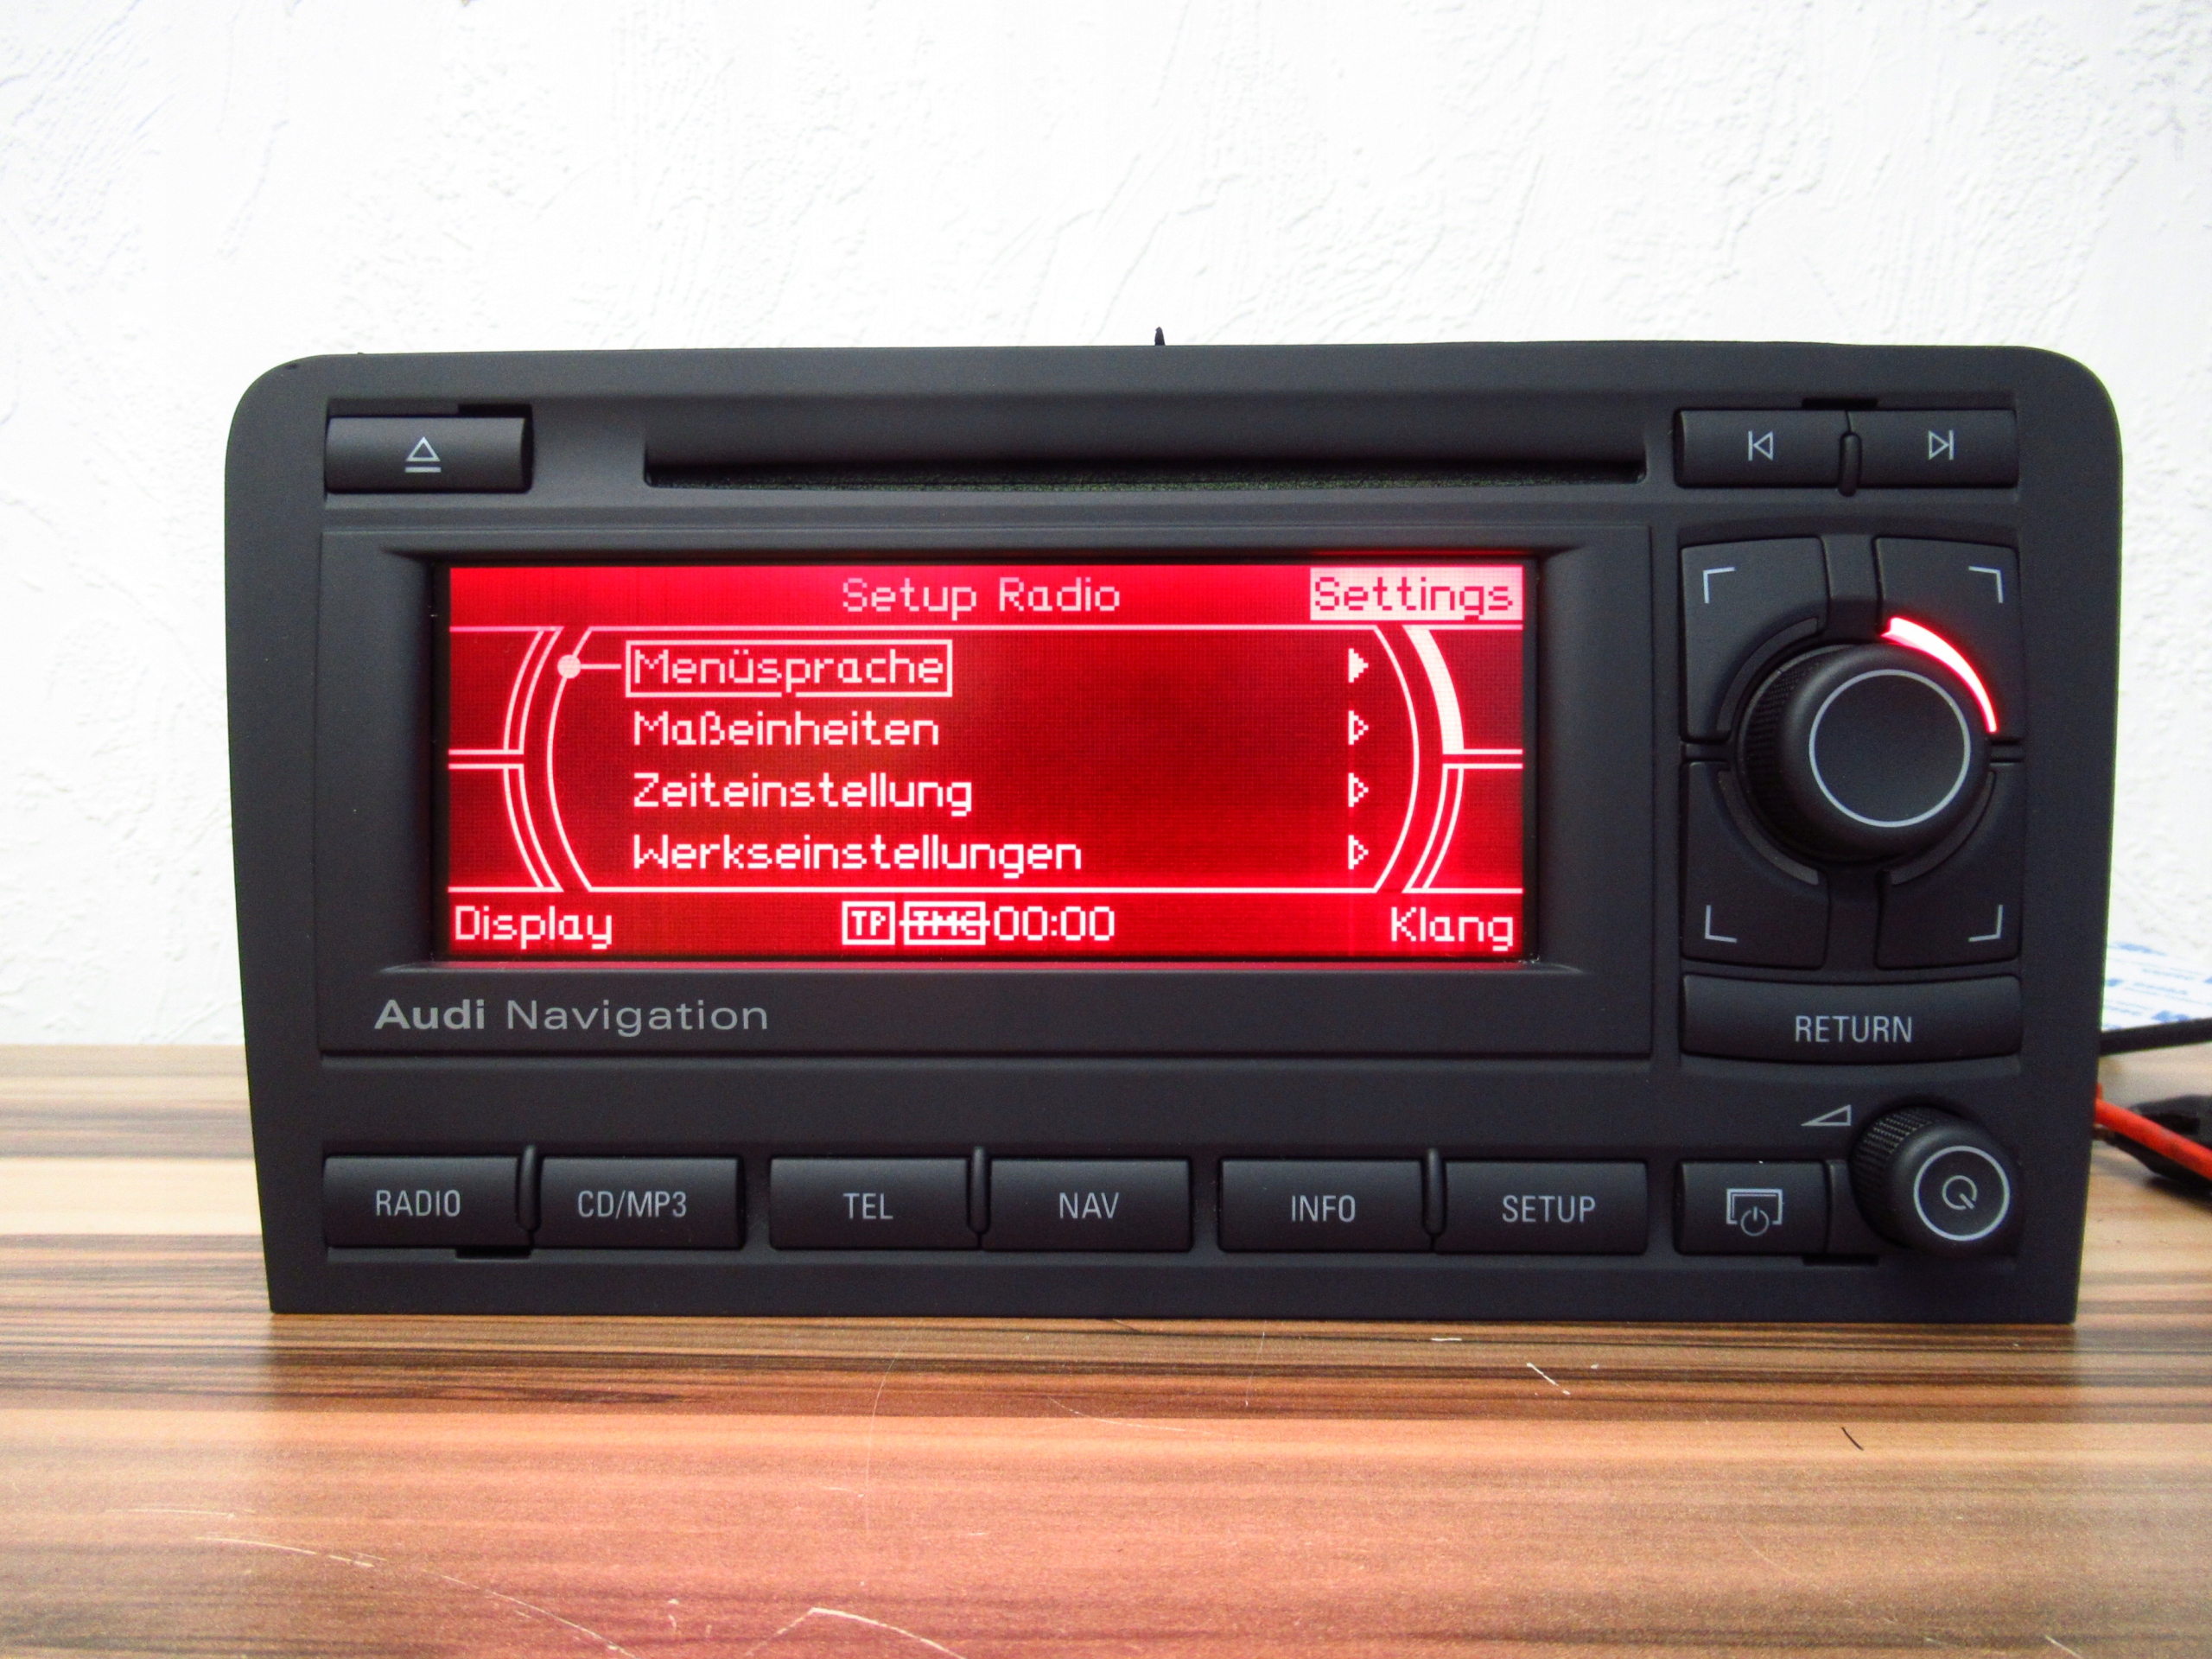 Setup Radio Settings
Menüsprache
Maßeinheiten
Zeiteinstellung
Werkseinstellungen
Display TP TMC 00:00 Klang
Audi Navigation
RETURN
RADIO CD/MP3 TEL NAV INFO SETUP